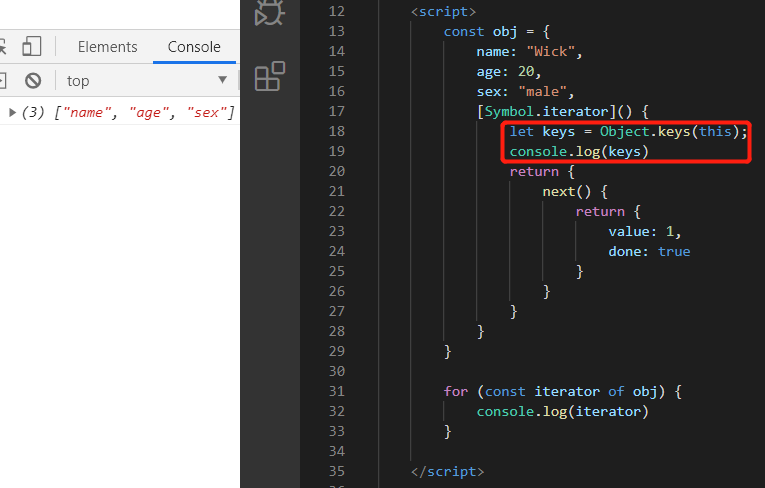 Elements Console
top
(3) ["name", "age", "sex"]
12 <script>
13 const obj = {
14 name: "Wick",
15 age: 20,
16 sex: "male",
17 [Symbol.iterator]() {
18 let keys = Object.keys(this);
19 console.log(keys)
20 return {
21 next() {
22 return {
23 value: 1,
24 done: true
25 }
26 }
27 }
28 }
29 }
30
31 for (const iterator of obj) {
32 console.log(iterator)
33 }
34
35 </script>